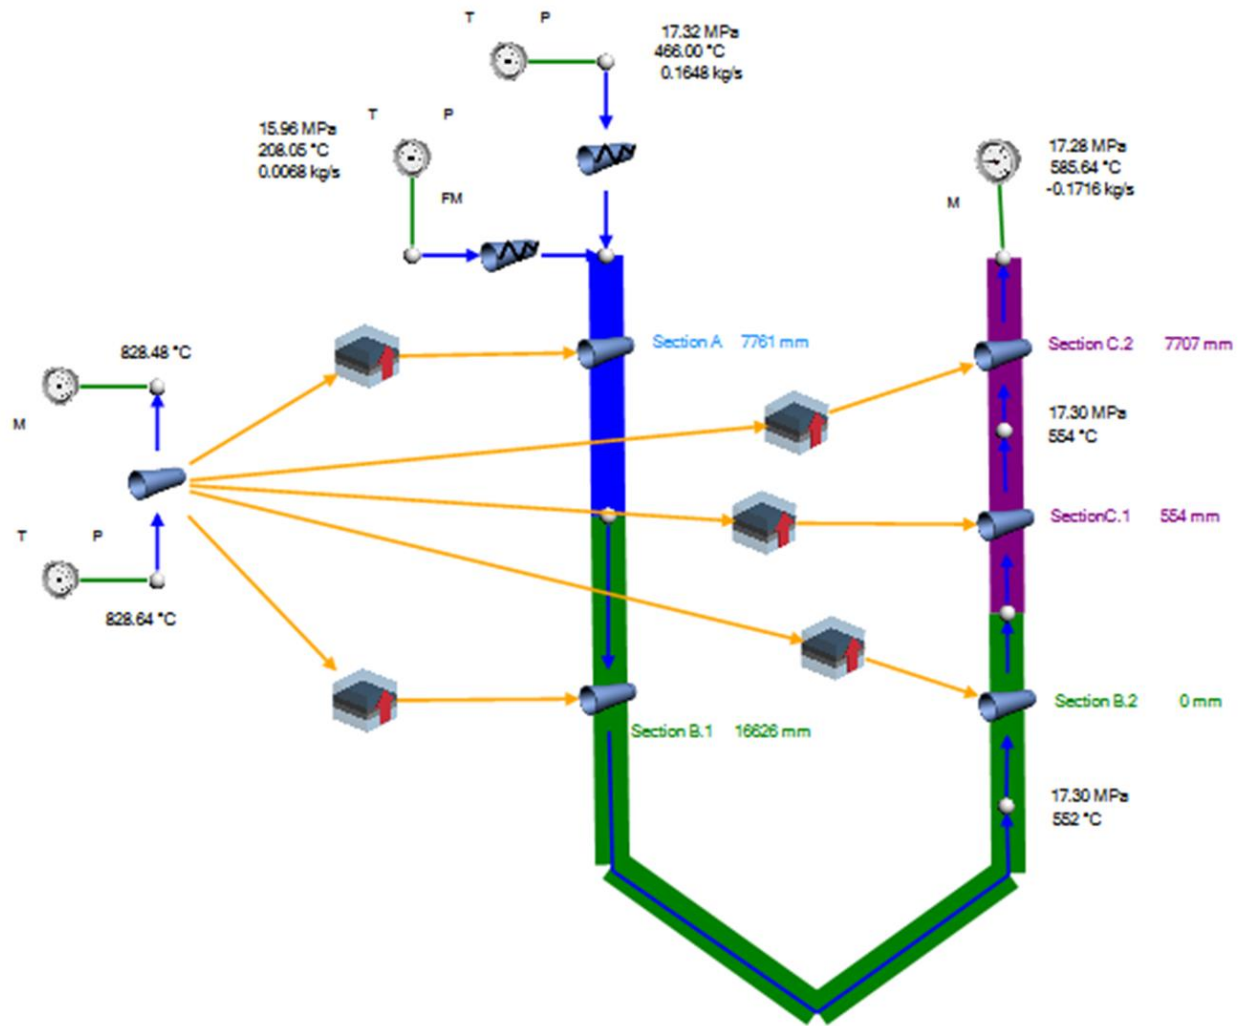 T P
17.32 MPa
466.00 °C
0.1648 kg/s
T P
15.96 MPa
208.05 °C
0.0068 kg/s
FM
17.28 MPa
585.64 °C
-0.1716 kg/s
M
828.48 °C
M
Section A 7761 mm
Section C.2 7707 mm
17.30 MPa
554 °C
SectionC.1 554 mm
T P
828.64 °C
Section B.1 16626 mm
Section B.2 0 mm
17.30 MPa
552 °C